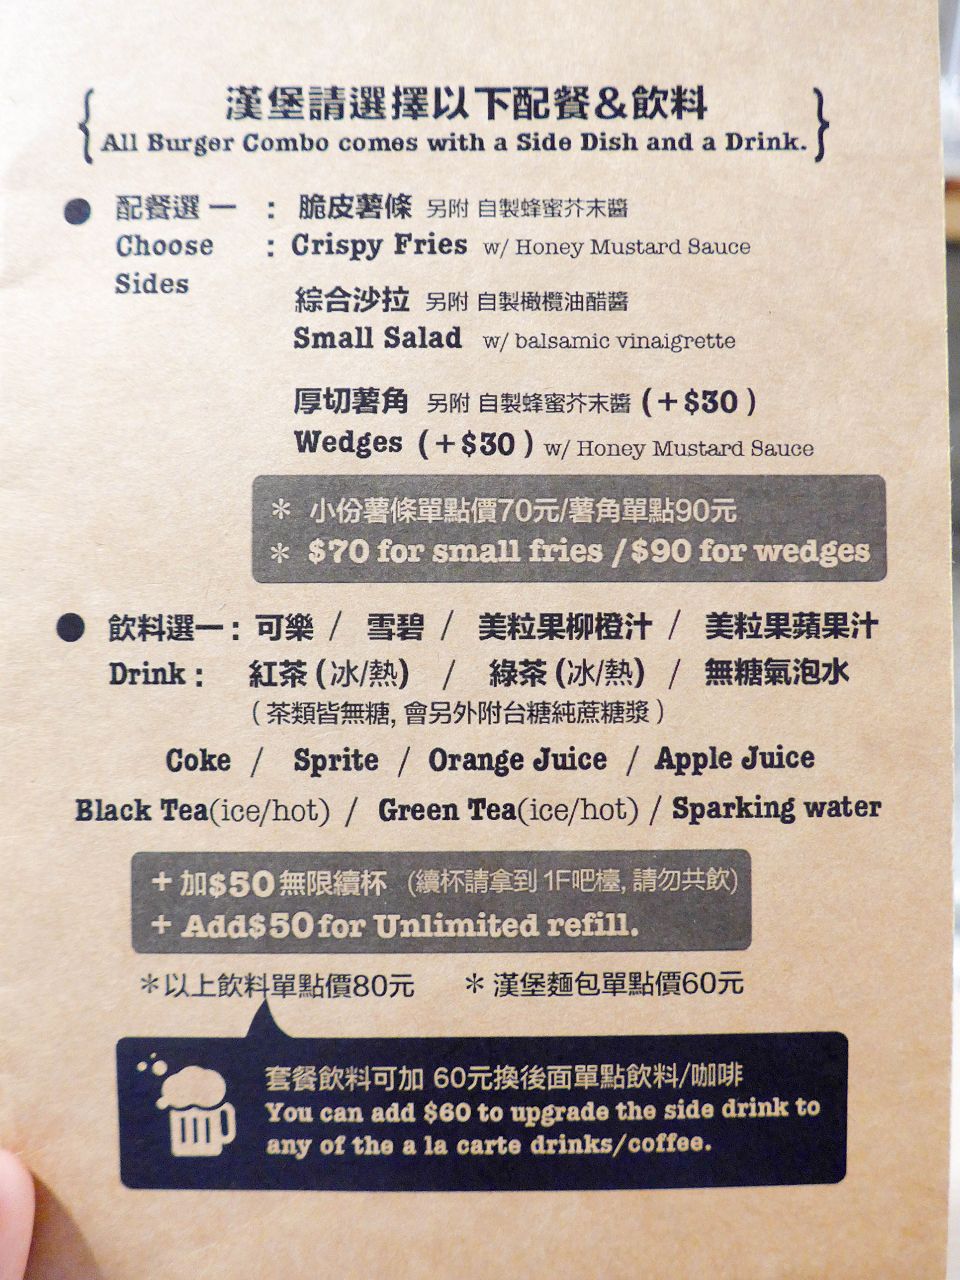 漢堡請選擇以下配餐&飲料
All Burger Combo comes with a Side Dish and a Drink.
● 配餐選一 : 脆皮薯條 另附 自製蜂蜜芥末醬
Choose : Crispy Fries w/ Honey Mustard Sauce
Sides
綜合沙拉 另附 自製橄欖油醋醬
Small Salad w/ balsamic vinaigrette
厚切薯角 另附 自製蜂蜜芥末醬 (+$30)
Wedges (+$30) w/ Honey Mustard Sauce
* 小份薯條單點價70元/薯角單點90元
* $70 for small fries /$90 for wedges
● 飲料選一: 可樂 / 雪碧 / 美粒果柳橙汁 / 美粒果蘋果汁
Drink : 紅茶 (冰/熱) / 綠茶 (冰/熱) / 無糖氣泡水
(茶類皆無糖, 會另外附台糖純蔗糖漿)
Coke / Sprite / Orange Juice / Apple Juice
Black Tea(ice/hot) / Green Tea(ice/hot) / Sparking water
+ 加$50無限續杯 (續杯請拿到 1F吧檯, 請勿共飲)
+ Add$50for Unlimited refill.
*以上飲料單點價80元 * 漢堡麵包單點價60元
套餐飲料可加 60元換後面單點飲料/咖啡
You can add $60 to upgrade the side drink to
any of the a la carte drinks/coffee.